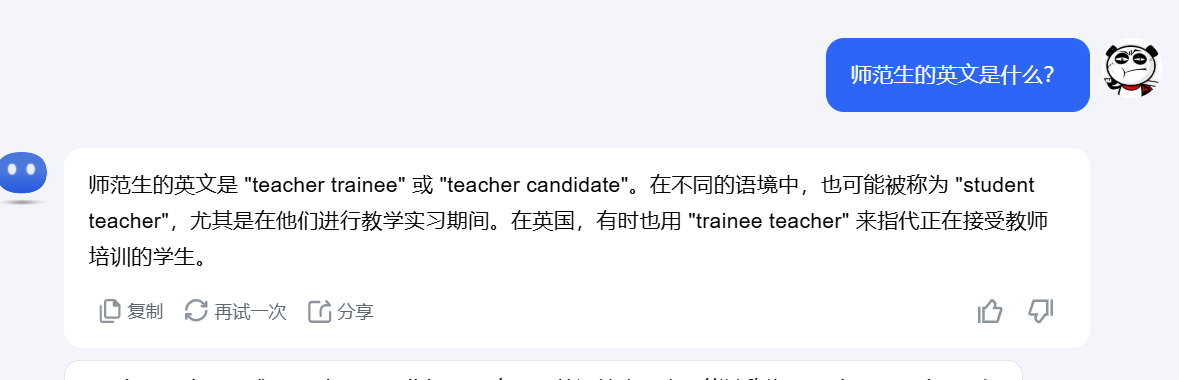 师范生的英文是什么？
师范生的英文是 "teacher trainee" 或 "teacher candidate"。在不同的语境中，也可能被称为 "student
teacher"，尤其是在他们进行教学实习期间。在英国，有时也用 "trainee teacher" 来指代正在接受教师
培训的学生。
复制 再试一次 分享